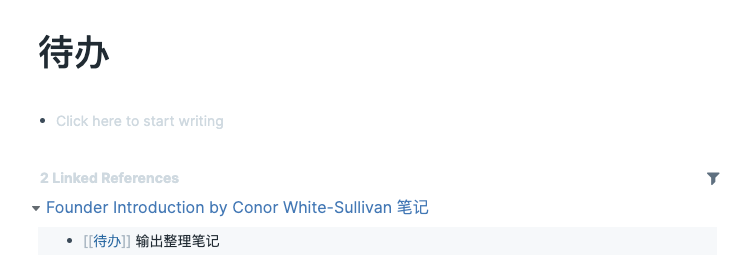 待办
Click here to start writing
2 Linked References
Founder Introduction by Conor White-Sullivan 笔记
[[待办]] 输出整理笔记